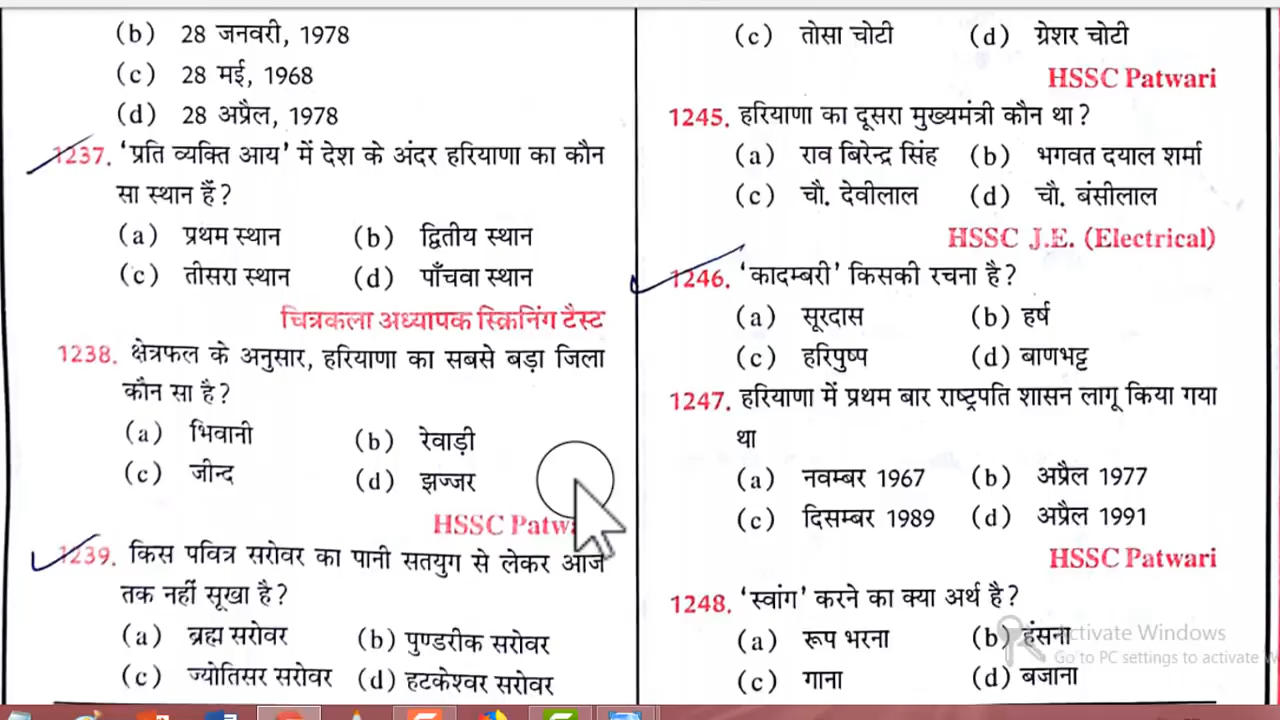 (b) 28 जनवरी, 1978
(c) 28 मई, 1968
(d) 28 अप्रैल, 1978
1237. 'प्रति व्यक्ति आय' में देश के अंदर हरियाणा का कौन
सा स्थान हैं?
(a) प्रथम स्थान (b) द्वितीय स्थान
(c) तीसरा स्थान (d) पाँचवा स्थान
चित्रकला अध्यापक स्क्रिनिंग टैस्ट
1238. क्षेत्रफल के अनुसार, हरियाणा का सबसे बड़ा जिला
कौन सा है?
(a) भिवानी (b) रेवाड़ी
(c) जीन्द (d) झज्जर
HSSC
1239. किस पवित्र सरोवर का पानी सतयुग से लेकर आज
तक नहीं सूखा है?
(a) ब्रह्म सरोवर (b) पुण्डरीक सरोवर
(c) ज्योतिसर सरोवर (d) हटकेश्वर सरोवर
(c) तोसा चोटी (d) ग्रेशर चोटी
HSSC Patwari
1245. हरियाणा का दूसरा मुख्यमंत्री कौन था?
(a) राव बिरेन्द्र सिंह (b) भगवत दयाल शर्मा
(c) चौ. देवीलाल (d) चौ. बंसीलाल
HSSC J.E. (Electrical)
1246. 'कादम्बरी' किसकी रचना है?
(a) सूरदास (b) हर्ष
(c) हरिपुष्प (d) बाणभट्ट
1247. हरियाणा में प्रथम बार राष्ट्रपति शासन लागू किया गया
था
(a) नवम्बर 1967 (b) अप्रैल 1977
(c) दिसम्बर 1989 (d) अप्रैल 1991
HSSC Patwari
1248. 'स्वांग' करने का क्या अर्थ है?
(a) रूप भरना (b) हंसना
(c) गाना (d) बजाना
Activate Windows
Go to PC settings to activate